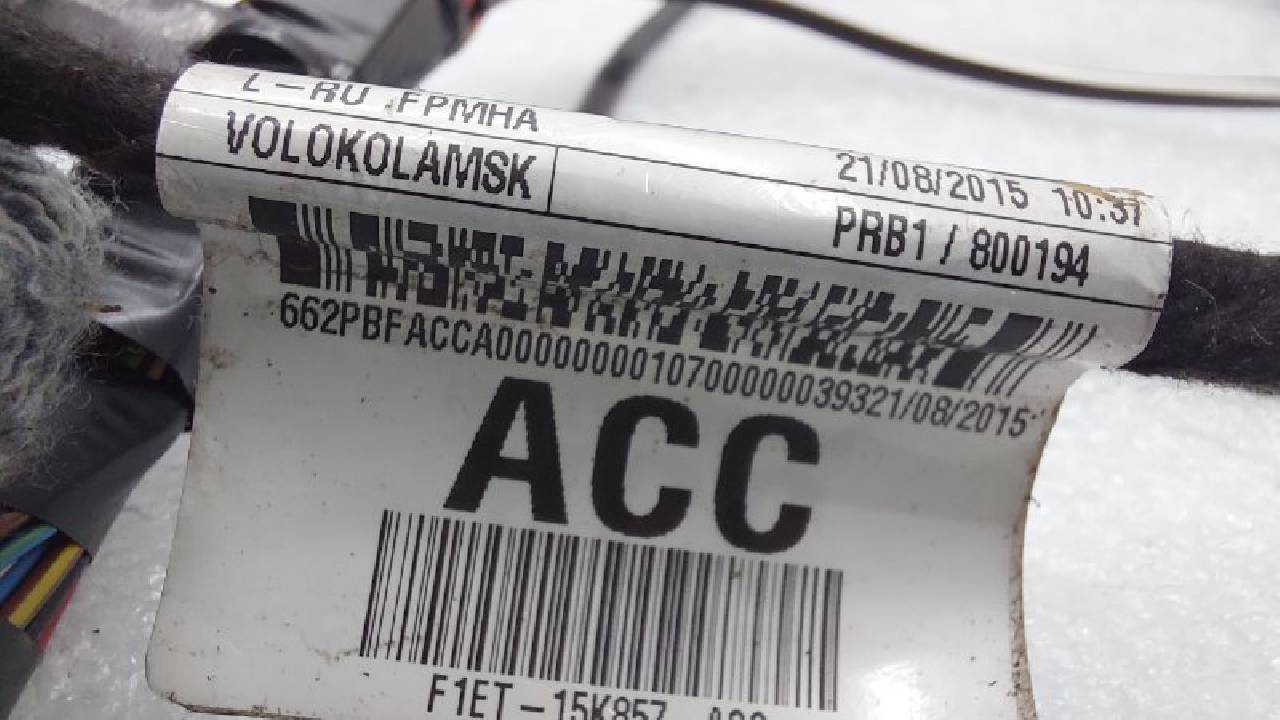 L-RU FPMHA
21/08/2015 10:37
VOLOKOLAMSK
PRB1 / 800194
662PBFACCA0000000010700000039321/08/2015
ACC
F1ET-15K857